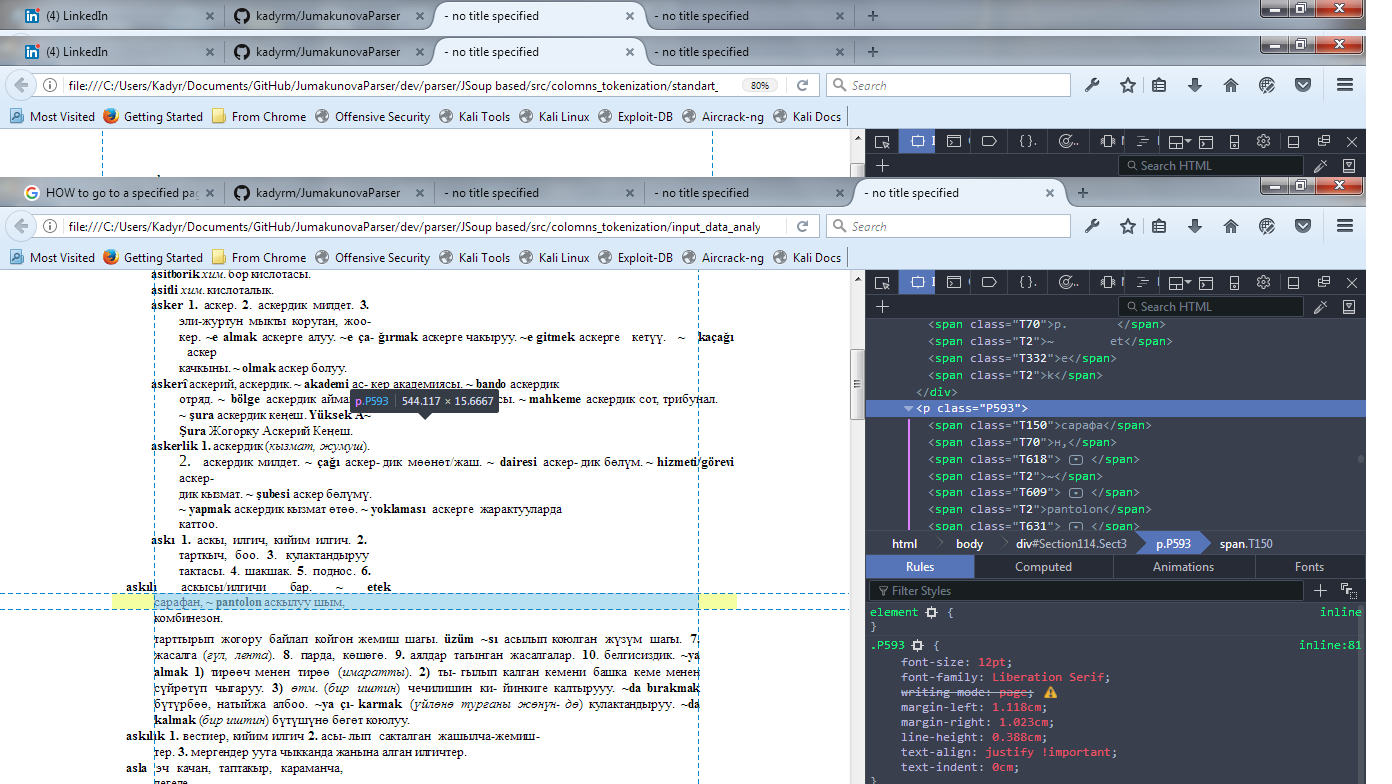 (4) LinkedIn
kadyrm/JumakunovaParser
- no title specified
- no title specified
(4) LinkedIn
kadyrm/JumakunovaParser
- no title specified
- no title specified
file:///C:/Users/Kadyr/Documents/GitHub/JumakunovaParser/dev/parser/JSoup based/src/colomns_tokenization/standart_
80%
Search
Most Visited
Getting Started
From Chrome
Offensive Security
Kali Tools
Kali Linux
Exploit-DB
Aircrack-ng
Kali Docs
Search HTML
HOW to go to a specified pag
kadyrm/JumakunovaParser
- no title specified
- no title specified
- no title specified
file:///C:/Users/Kadyr/Documents/GitHub/JumakunovaParser/dev/parser/JSoup based/src/colomns_tokenization/input_data_analy
Search
Most Visited
Getting Started
From Chrome
Offensive Security
Kali Tools
Kali Linux
Exploit-DB
Aircrack-ng
Kali Docs
Search HTML
asitborik хим. бор кислотасы.
asitli хим. кислоталык.
asker 1. аскер. 2. аскердик милдет. 3.
эли-журтун мыкты коруган, жоо-
кер. ~e almak аскерге алуу. ~e ça- ğırmak аскерге чакыруу. ~e gitmek аскерге кетүү. ~ kaçağı
аскер
качкыны. ~ olmak аскер болуу.
askerî аскерий, аскердик. ~ akademi ас- кер академиясы. ~ bando аскердик
отряд. ~ bölge аскердик айма
сы. ~ mahkeme аскердик сот, трибунал.
p.P593 544.117 × 15.6667
~ şura аскердик кеңеш. Yüksek A~
Şura Жогорку Аскерий Кеңеш.
askerlik 1. аскердик (кызмат, жумуш).
2. аскердик милдет. ~ çağı аскер- дик мөөнөт/жаш. ~ dairesi аскер- дик бөлүм. ~ hizmeti/görevi
аскер-
дик кызмат. ~ şubesi аскер бөлүмү.
~ yapmak аскердик кызмат өтөө. ~ yoklaması аскерге жарактууларда
каттоо.
askı 1. аскы, илгич, кийим илгич. 2.
тарткыч, боо. 3. кулактандыруу
тактасы. 4. шакшак. 5. поднос. 6.
askılı аскысы/илгичи бар. ~ etek
сарафан, ~ pantolon аскылуу шым,
комбинезон.
тарттырып жогору байлап койгон жемиш шагы. üzüm ~sı асылып коюлган жүзүм шагы. 7.
жасалга (гүл, лента). 8. парда, көшөгө. 9. аялдар тагынган жасалгалар. 10. белгисиздик. ~ya
almak 1) тирөөч менен тирөө (имаратты). 2) ты- гылып калган кемени башка кеме менен
сүйрөтүп чыгаруу. 3) өтм. (бир иштин) чечилишин ки- йинкиге калтырууу. ~da bırakmak
бүтүрбөө, натыйжа албоо. ~ya çı- karmak (үйлөнө турганы жөнүн- дө) кулактандыруу. ~da
kalmak (бир иштин) бүтүшүнө бөгөт коюлуу.
askılık 1. вестиер, кийим илгич 2. асы- лып сакталган жашылча-жемиш-
тер. 3. мергендер ууга чыкканда жанына алган илгичтер.
asla эч качан, таптакыр, караманча,
<span class="T70">р. </span>
<span class="T2">~ et</span>
<span class="T332">e</span>
<span class="T2">k</span>
</div>
<p class="P593">
<span class="T150">сарафа</span>
<span class="T70">н,</span>
<span class="T618"> </span>
<span class="T2">~</span>
<span class="T609"> </span>
<span class="T2">pantolon</span>
<span class="T631"> </span>
html
body
div#Section114.Sect3
p.P593
span.T150
Rules
Computed
Animations
Fonts
Filter Styles
element {
inline
}
.P593 {
inline:81
font-size: 12pt;
font-family: Liberation Serif;
writing-mode: page;
margin-left: 1.118cm;
margin-right: 1.023cm;
line-height: 0.388cm;
text-align: justify !important;
text-indent: 0cm;
}